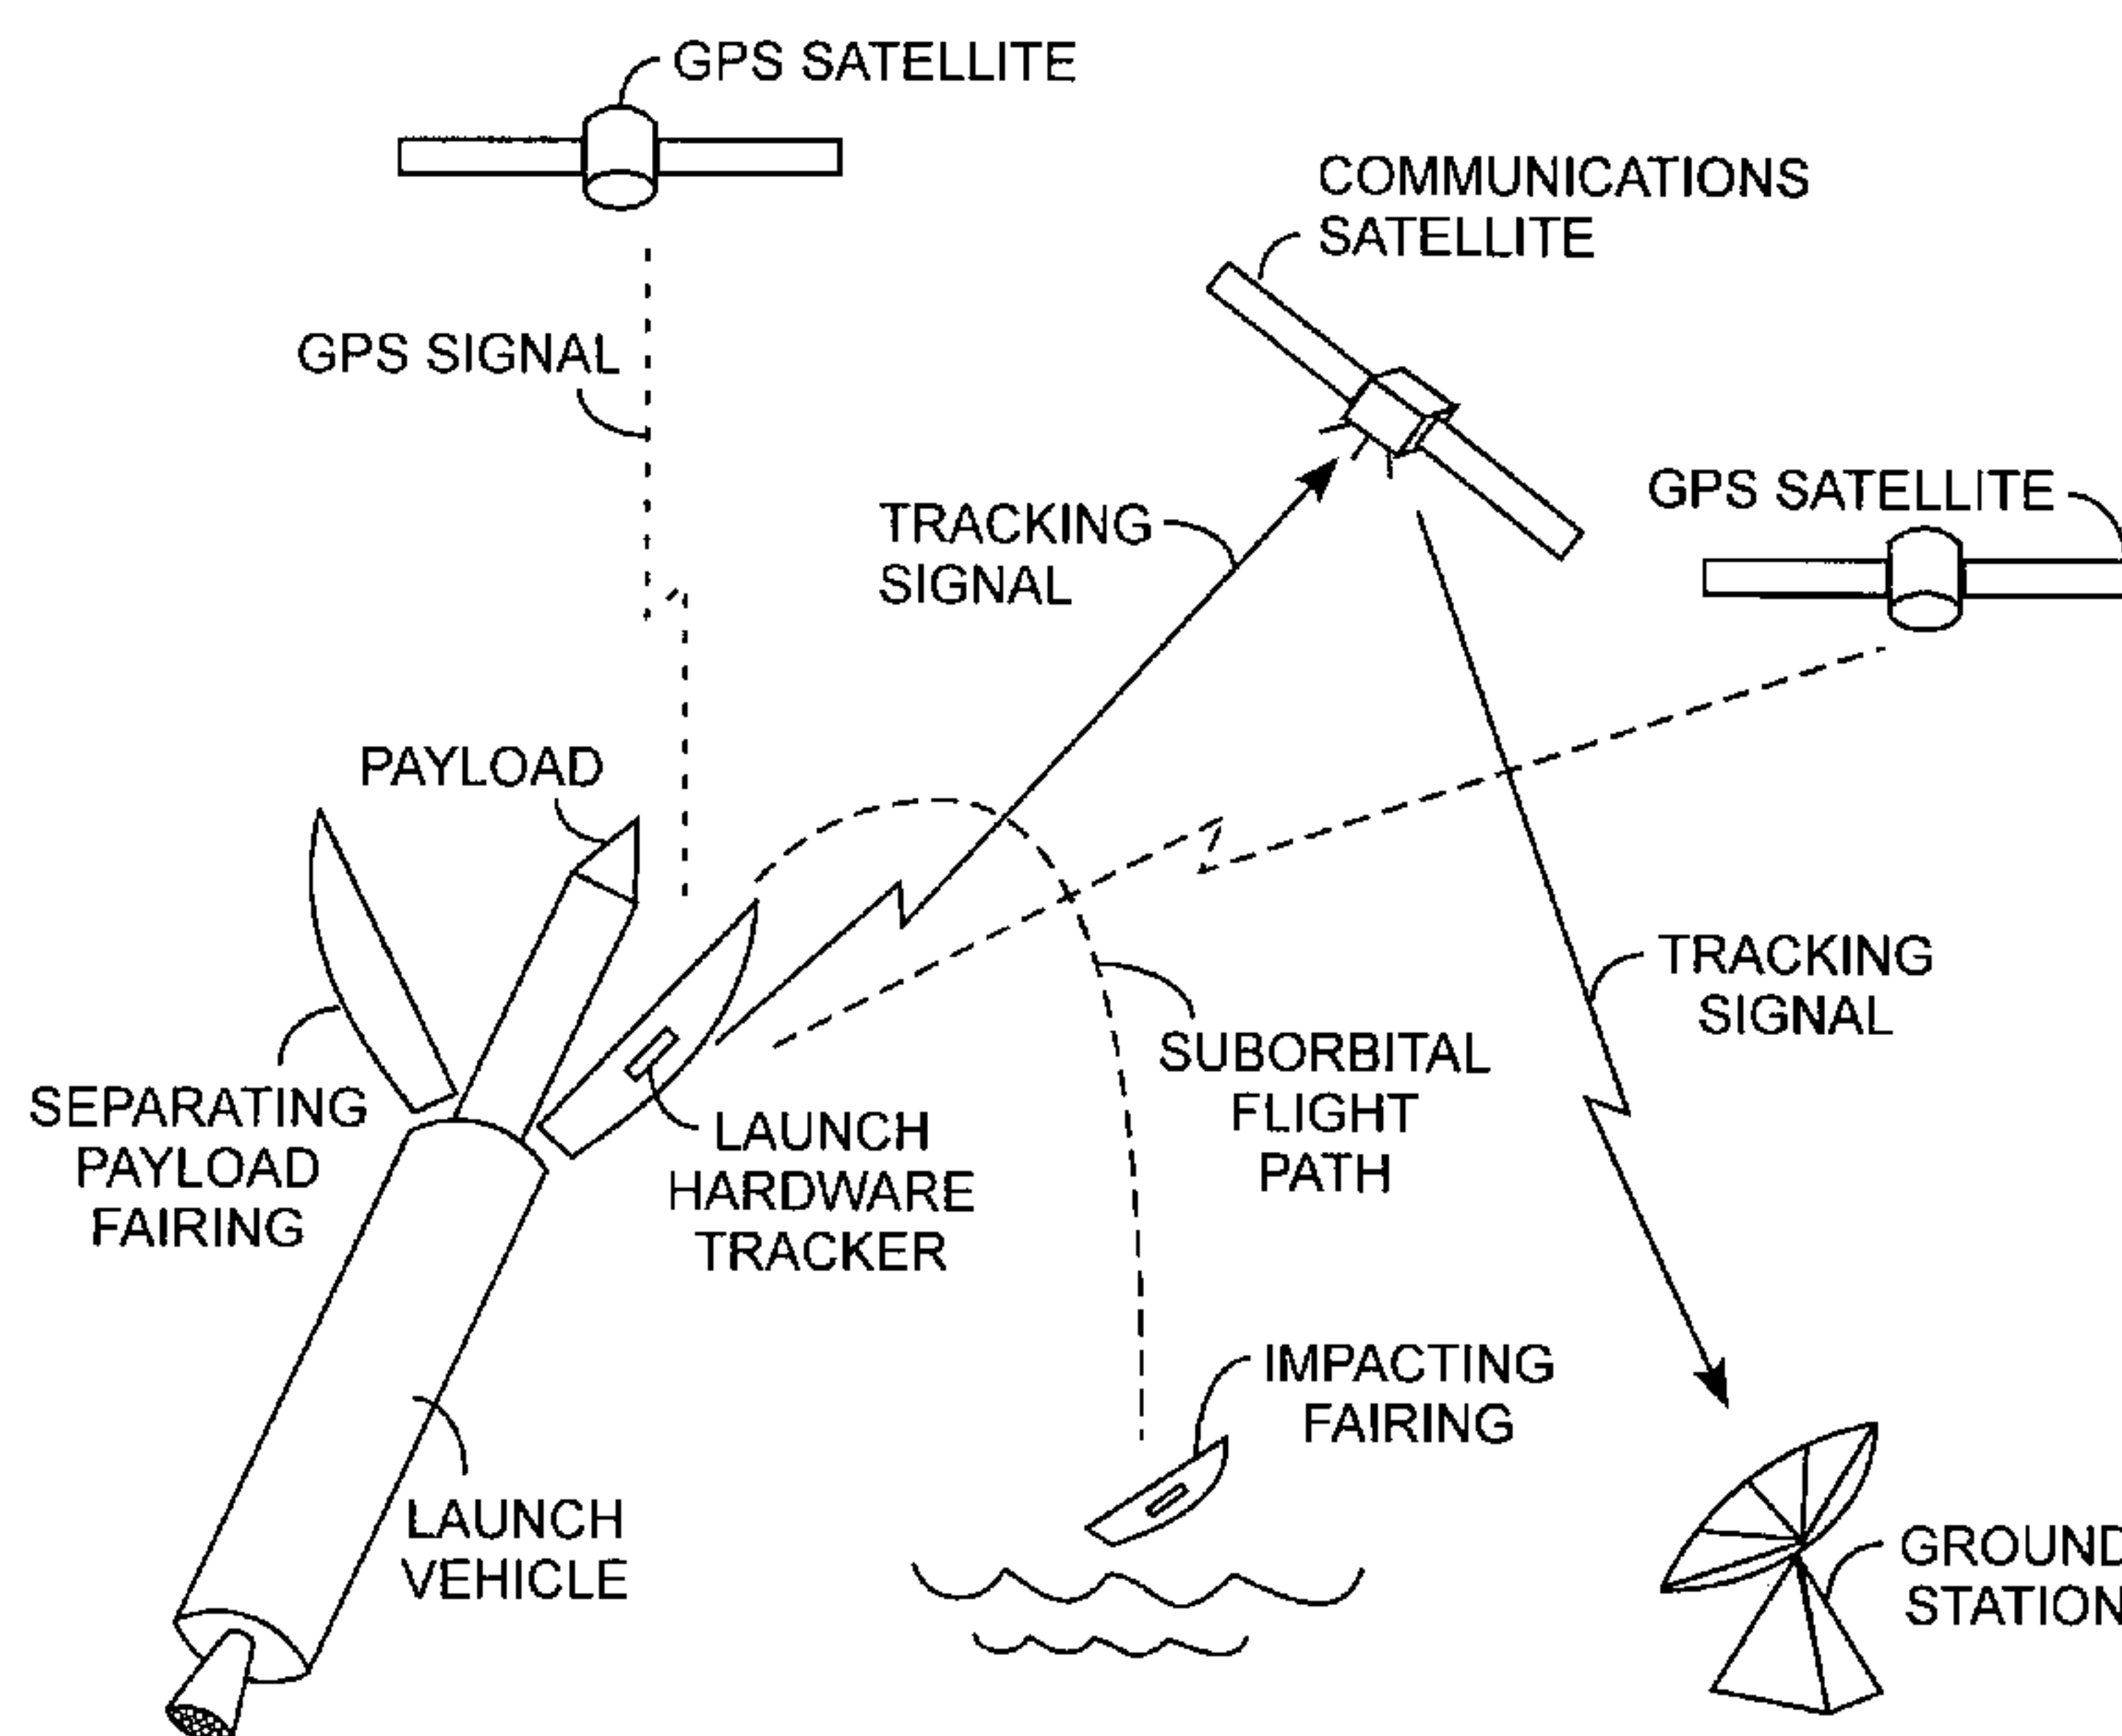 GPS SATELLITE
COMMUNICATIONS
SATELLITE
GPS SIGNAL
GPS SATELLITE
TRACKING
SIGNAL
PAYLOAD
TRACKING
SIGNAL
SUBORBITAL
FLIGHT
PATH
SEPARATING
PAYLOAD
FAIRING
LAUNCH
HARDWARE
TRACKER
IMPACTING
FAIRING
LAUNCH
VEHICLE
GROUND
STATION